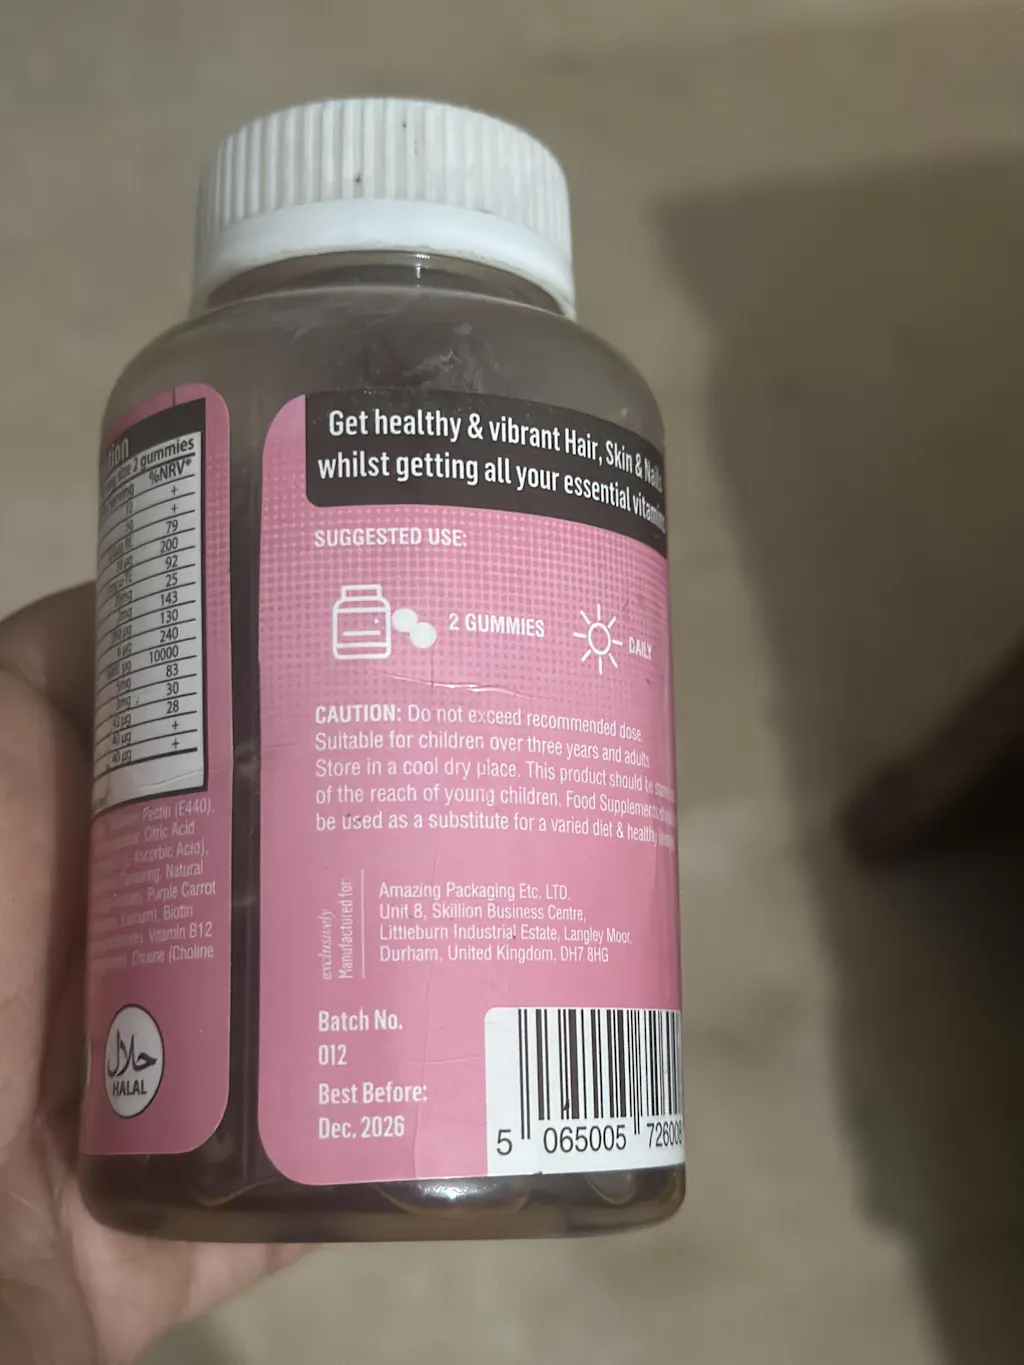 2 gummies
%NRV*
+
+
79
200
92
25
143
130
240
10000
83
30
28
+
+
Pectin (E440),
Citric Acid
Ascorbic Acid),
Natural
Purple Carrot
Biotin
Vitamin B12
(Choline
حلال
HALAL
Get healthy & vibrant Hair, Skin & Nails
whilst getting all your essential
SUGGESTED USE:
2 GUMMIES
DAILY
CAUTION: Do not exceed recommended dose.
Suitable for children over three years and adults.
Store in a cool dry place. This product should be
of the reach of young children. Food Supplements
be used as a substitute for a varied diet & healthy
exclusively
Manufactured for:
Amazing Packaging Etc. LTD.
Unit 8, Skillion Business Centre,
Littleburn Industrial Estate, Langley Moor,
Durham, United Kingdom. DH7 8HG
Batch No.
012
Best Before:
Dec. 2026
5 065005 726008